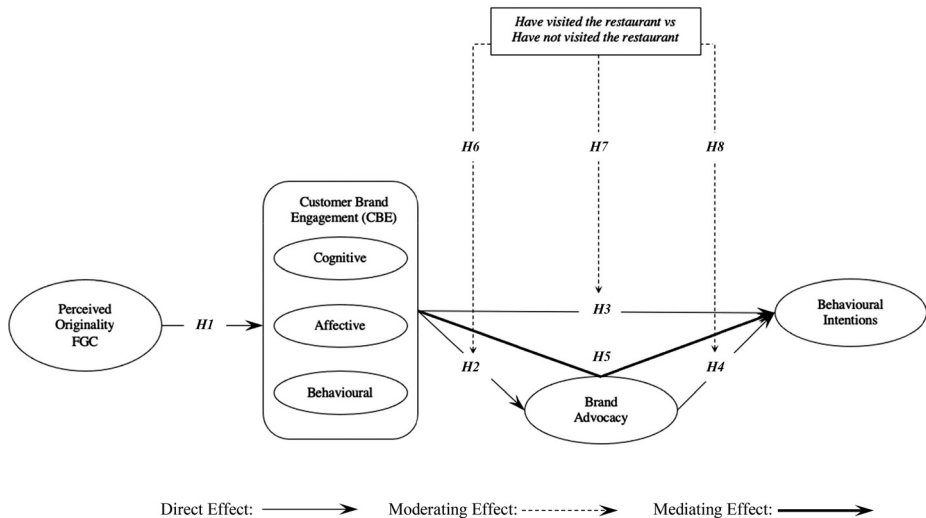 Have visited the restaurant vs
Have not visited the restaurant
H6
H7
H8
Customer Brand
Engagement (CBE)
Cognitive
Perceived
Originality
FGC
H1
Affective
H3
Behavioural
Intentions
H2
H5
H4
Behavioural
Brand
Advocacy
Direct Effect:
Moderating Effect:
Mediating Effect: